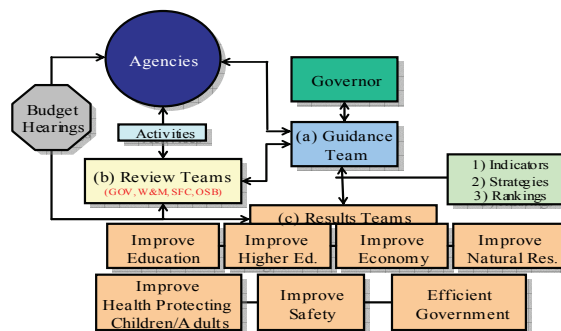 Agencies
Governor
Budget
Hearings
Activities
(a) Guidance
Team
(b) Review Teams
(GOV, W&M, SFC, OSB)
1) Indicators
2) Strategies
3) Rankings
(c) Results Teams
Improve
Education
Improve
Higher Ed.
Improve
Economy
Improve
Natural Res.
Improve
Health Protecting
Children/Adults
Improve
Safety
Efficient
Government